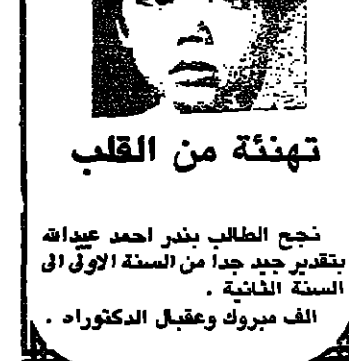 تهنئة من القلب
نجح الطالب بندر احمد عبدالله
بتقدير جيد جدا من السنة الاولى الى
السنة الثانية .
الف مبروك وعقبال الدكتوراه .